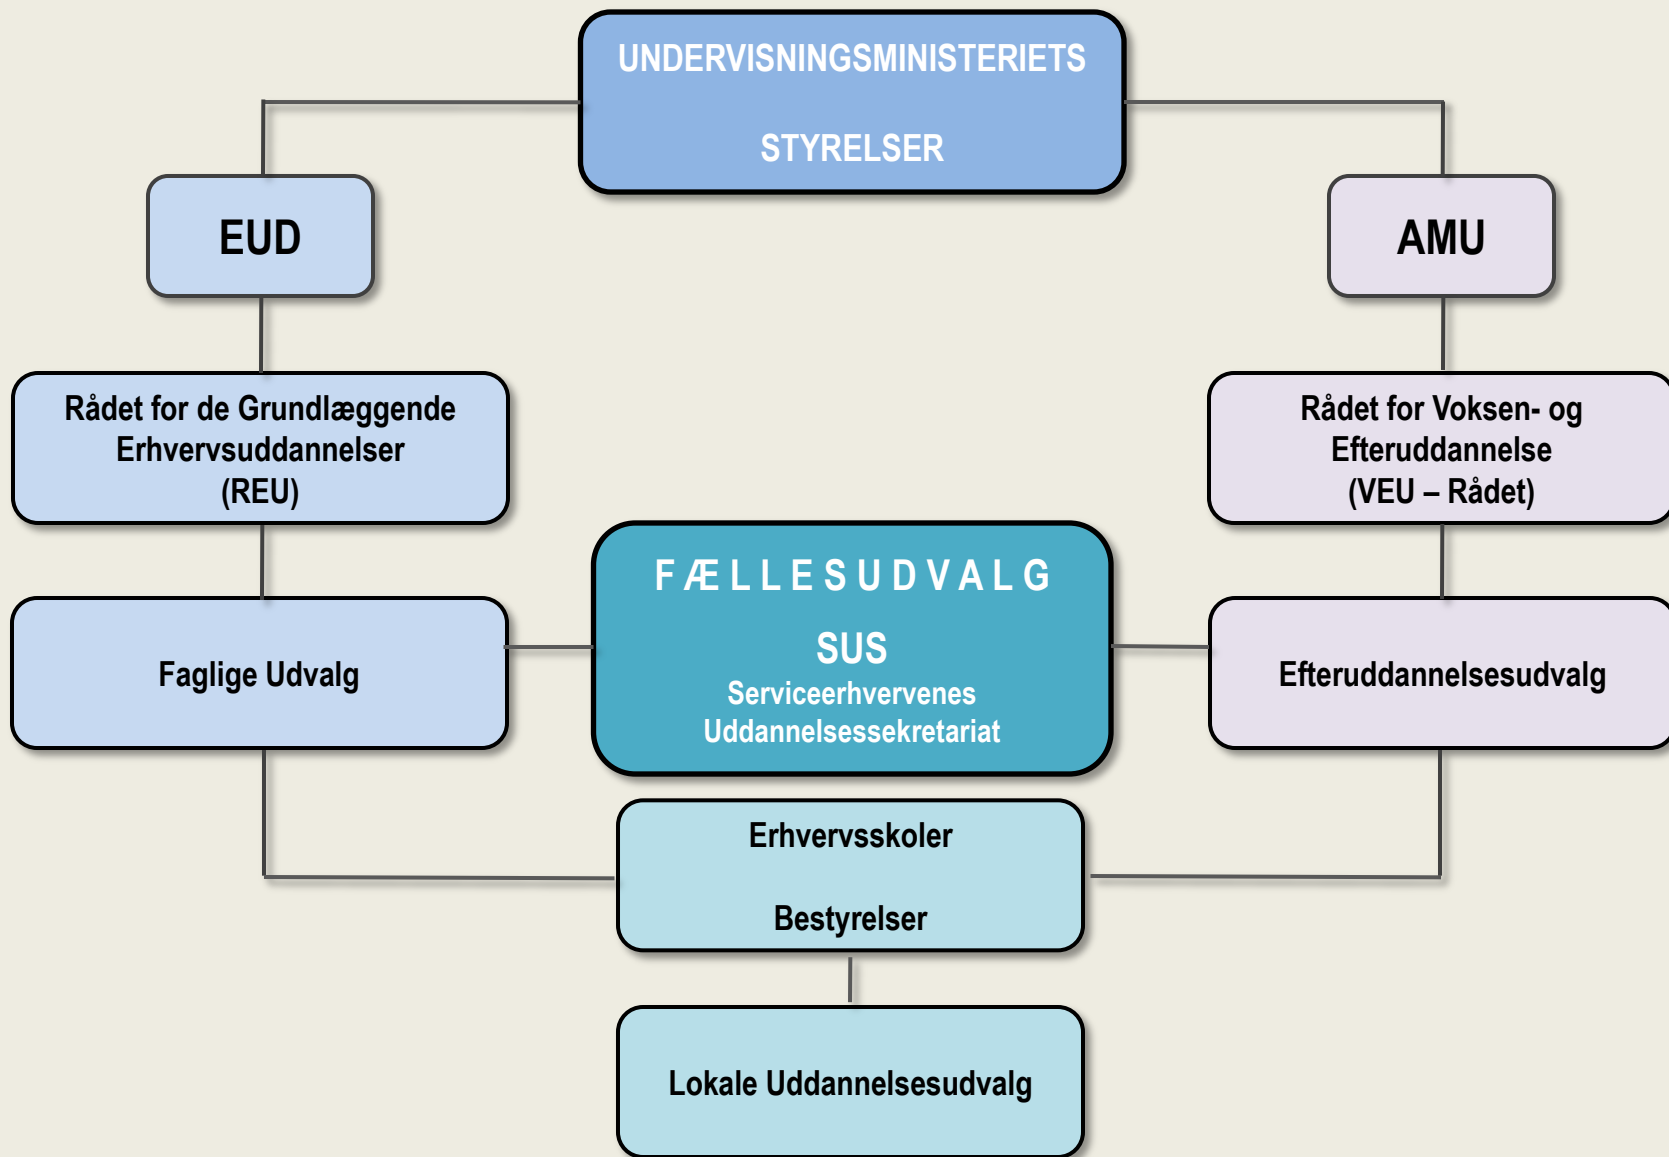 UNDERVISNINGSMINISTERIETS
STYRELSER
EUD
AMU
Rådet for de Grundlæggende
Erhvervsuddannelser
(REU)
Rådet for Voksen- og
Efteruddannelse
(VEU – Rådet)
F Æ L L E S U D V A L G
SUS
Serviceerhvervenes
Uddannelsessekretariat
Faglige Udvalg
Efteruddannelsesudvalg
Erhvervsskoler
Bestyrelser
Lokale Uddannelsesudvalg